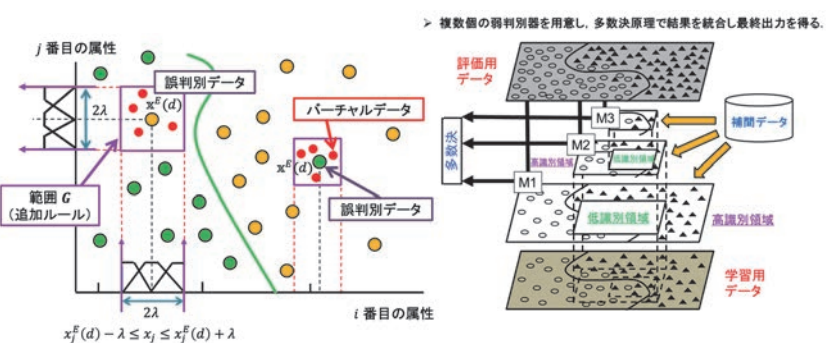 j 番目の属性
誤判別データ
x^E(d)
2λ
バーチャルデータ
x^E(d)
範囲 G
(追加ルール)
誤判別データ
2λ
i 番目の属性
x_j^E(d) − λ ≤ x_j ≤ x_j^E(d) + λ
➢ 複数個の弱判別器を用意し，多数決原理で結果を統合し最終出力を得る．
評価用
データ
M3
補間データ
多数決
M2
高識別領域
低識別領域
M1
低識別領域
高識別領域
学習用
データ